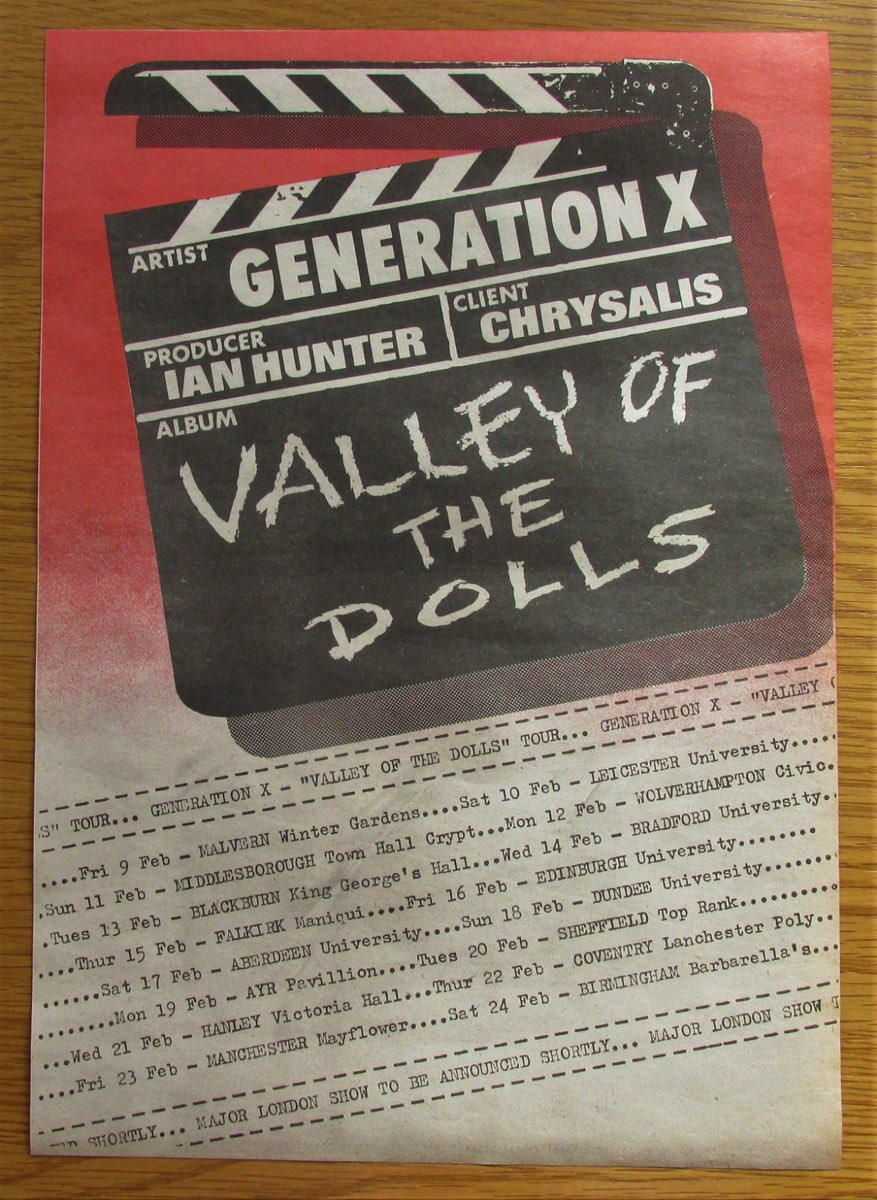 ARTIST GENERATION X
PRODUCER IAN HUNTER
CLIENT CHRYSALIS
ALBUM
VALLEY OF
THE
DOLLS
S" TOUR... GENERATION X - "VALLEY OF THE DOLLS" TOUR... GENERATION X - "VALLEY
....Fri 9 Feb - MALVERN Winter Gardens....Sat 10 Feb - LEICESTER University.....
.Sun 11 Feb - MIDDLESBOROUGH Town Hall Crypt...Mon 12 Feb - WOLVERHAMPTON Civic.
.Tues 13 Feb - BLACKBURN King George's Hall...Wed 14 Feb - BRADFORD University..
....Thur 15 Feb - FALKIRK Maniqui.....Fri 16 Feb - EDINBURGH University........
.......Sat 17 Feb - ABERDEEN University....Sun 18 Feb - DUNDEE University.......
.........Mon 19 Feb - AYR Pavillion....Tues 20 Feb - SHEFFIELD Top Rank...........
...Wed 21 Feb - HANLEY Victoria Hall...Thur 22 Feb - COVENTRY Lanchester Poly..
....Fri 23 Feb - MANCHESTER Mayflower....Sat 24 Feb - BIRMINGHAM Barbarella's...
SHORTLY... MAJOR LONDON SHOW TO BE ANNOUNCED SHORTLY... MAJOR LONDON SHOW